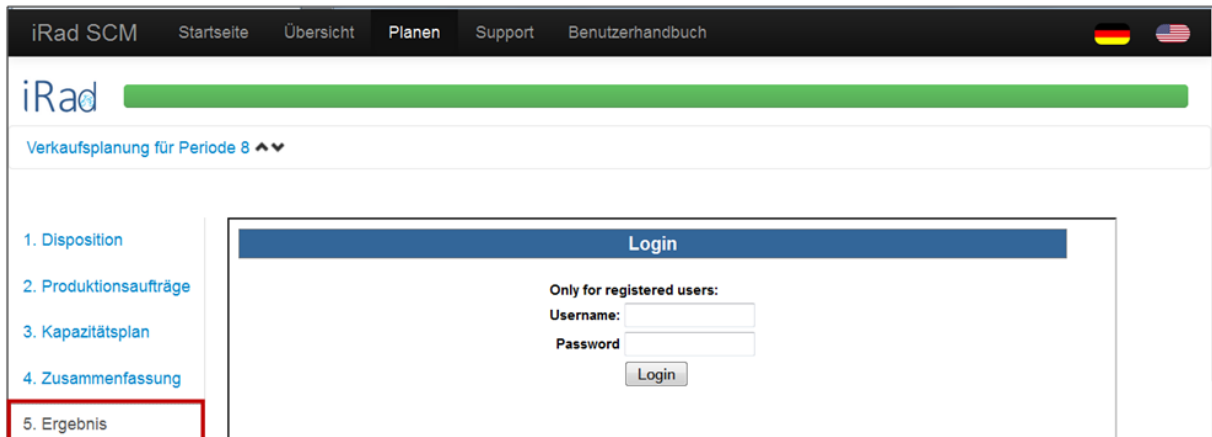 iRad SCM Startseite Übersicht Planen Support Benutzerhandbuch
iRad
Verkaufsplanung für Periode 8
1. Disposition
2. Produktionsaufträge
3. Kapazitätsplan
4. Zusammenfassung
5. Ergebnis
Login
Only for registered users:
Username:
Password
Login